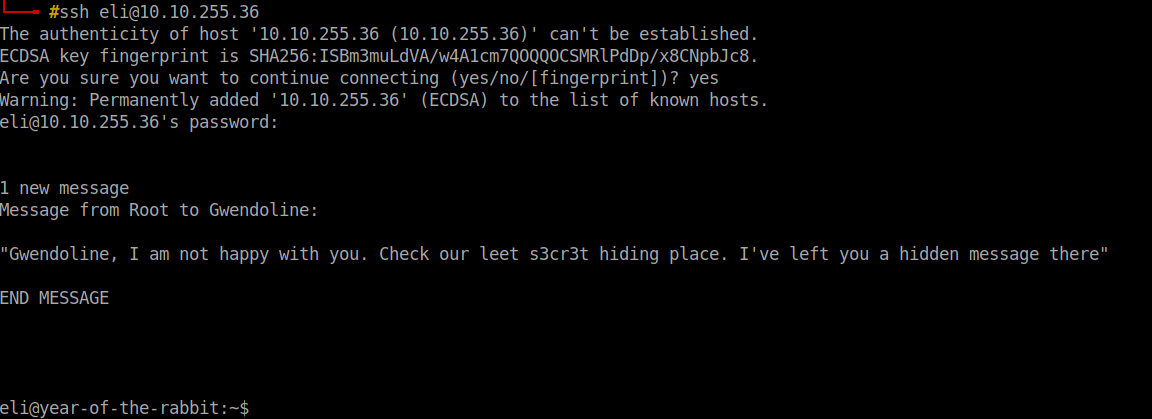 #ssh eli@10.10.255.36
The authenticity of host '10.10.255.36 (10.10.255.36)' can't be established.
ECDSA key fingerprint is SHA256:ISBm3muLdVA/w4A1cm7QOQQOCSMRlPdDp/x8CNpbJc8.
Are you sure you want to continue connecting (yes/no/[fingerprint])? yes
Warning: Permanently added '10.10.255.36' (ECDSA) to the list of known hosts.
eli@10.10.255.36's password:
1 new message
Message from Root to Gwendoline:
"Gwendoline, I am not happy with you. Check our leet s3cr3t hiding place. I've left you a hidden message there"
END MESSAGE
eli@year-of-the-rabbit:~$